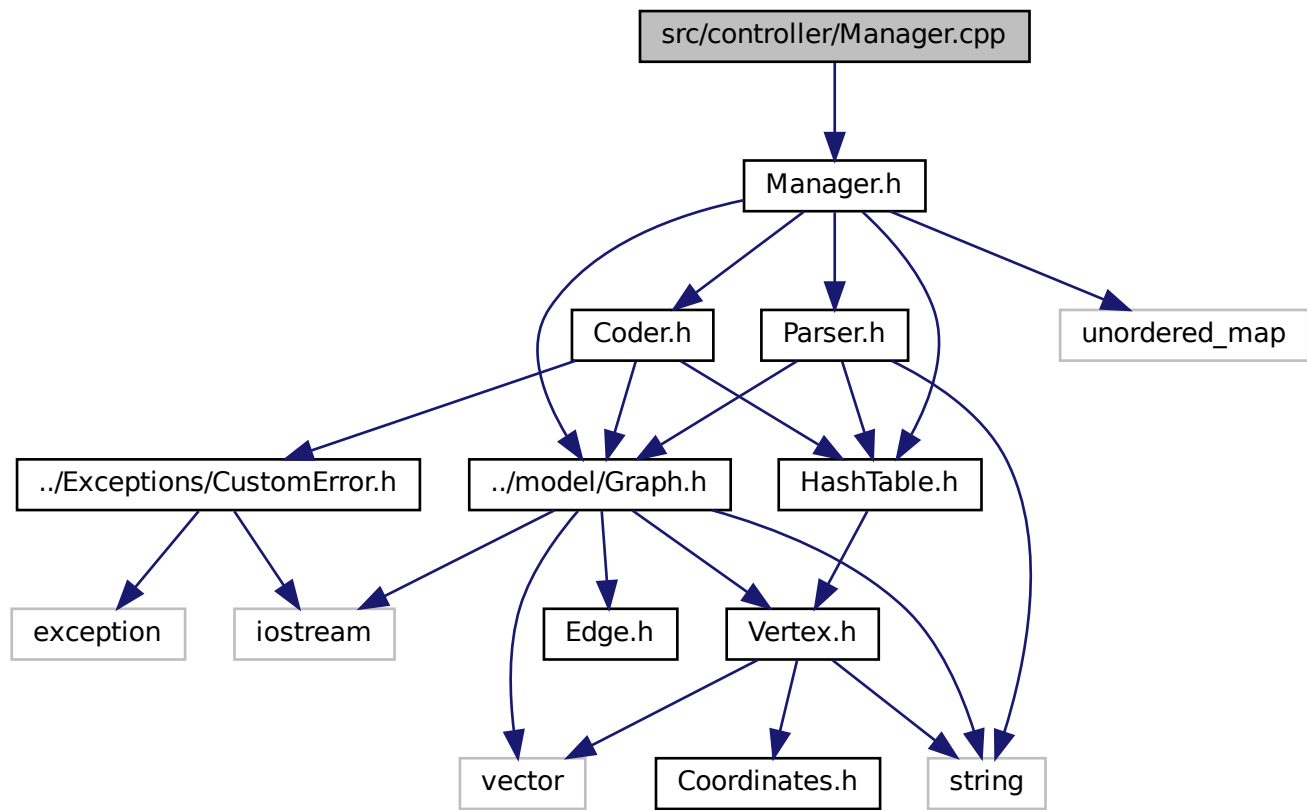 src/controller/Manager.cpp
Manager.h
Coder.h
Parser.h
unordered_map
../Exceptions/CustomError.h
../model/Graph.h
HashTable.h
exception
iostream
Edge.h
Vertex.h
vector
Coordinates.h
string